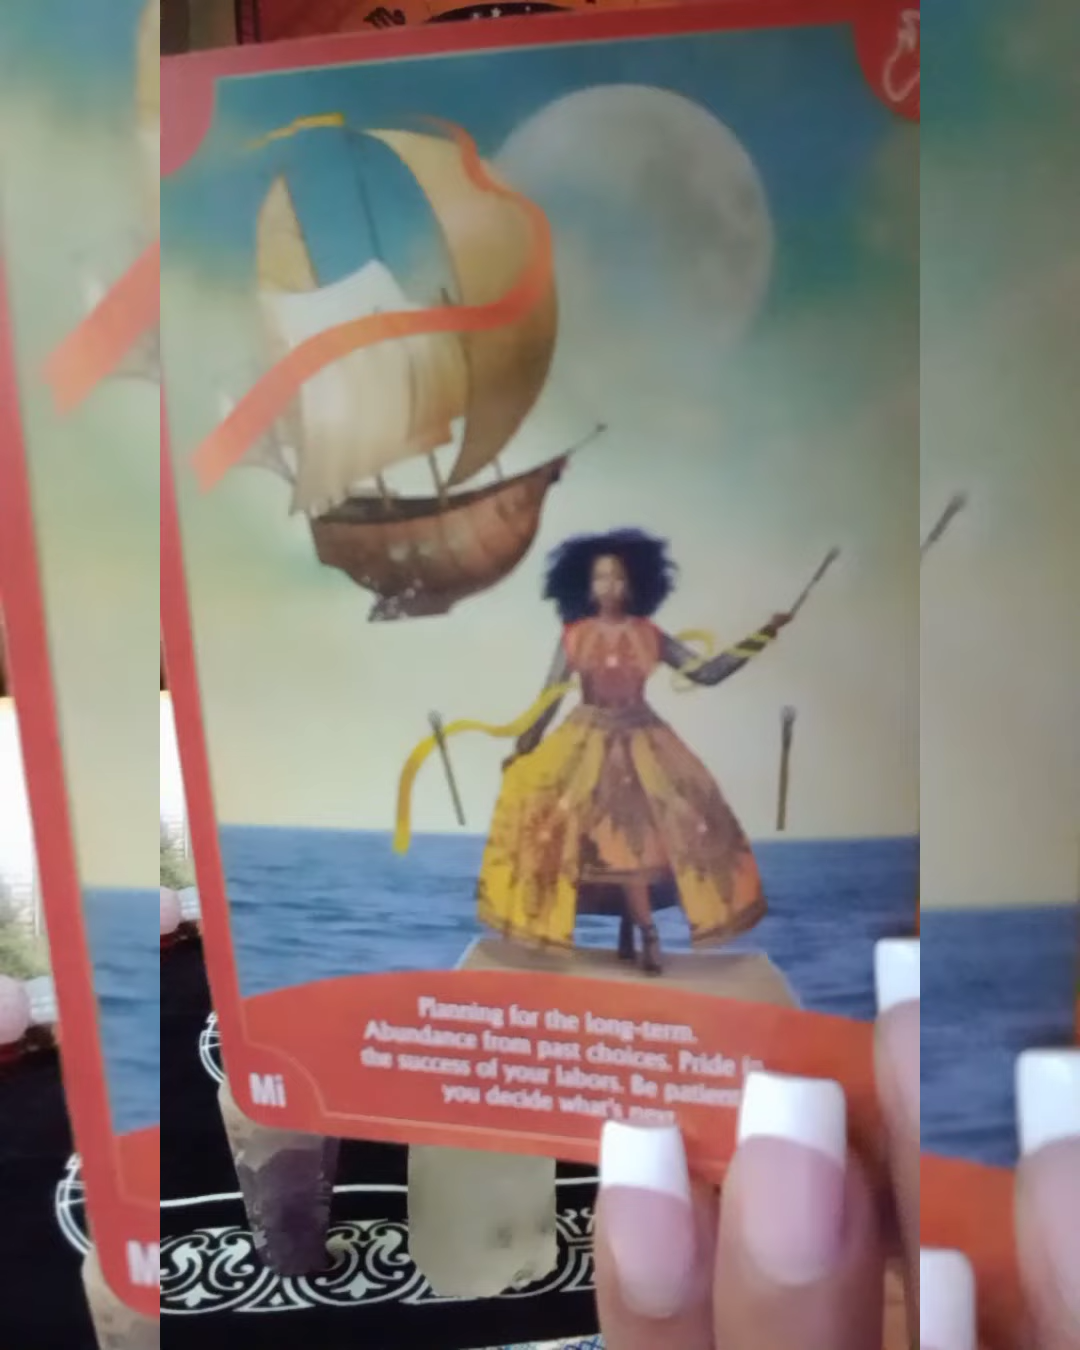 Planning for the long-term.
Abundance from past choices. Pride in
the success of your labors. Be patient
you decide what's next
Mi